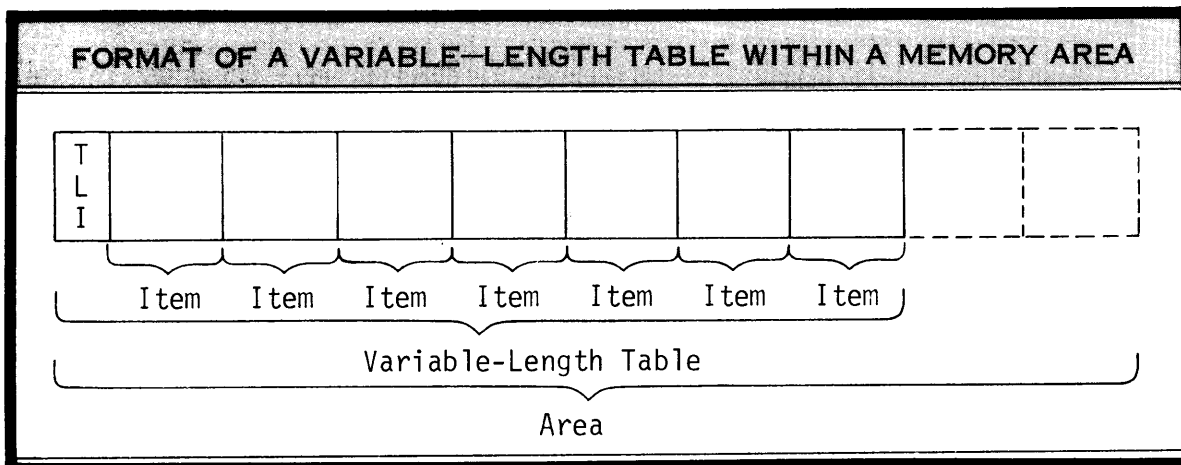 FORMAT OF A VARIABLE—LENGTH TABLE WITHIN A MEMORY AREA
T
L
I
Item Item Item Item Item Item Item
Variable-Length Table
Area